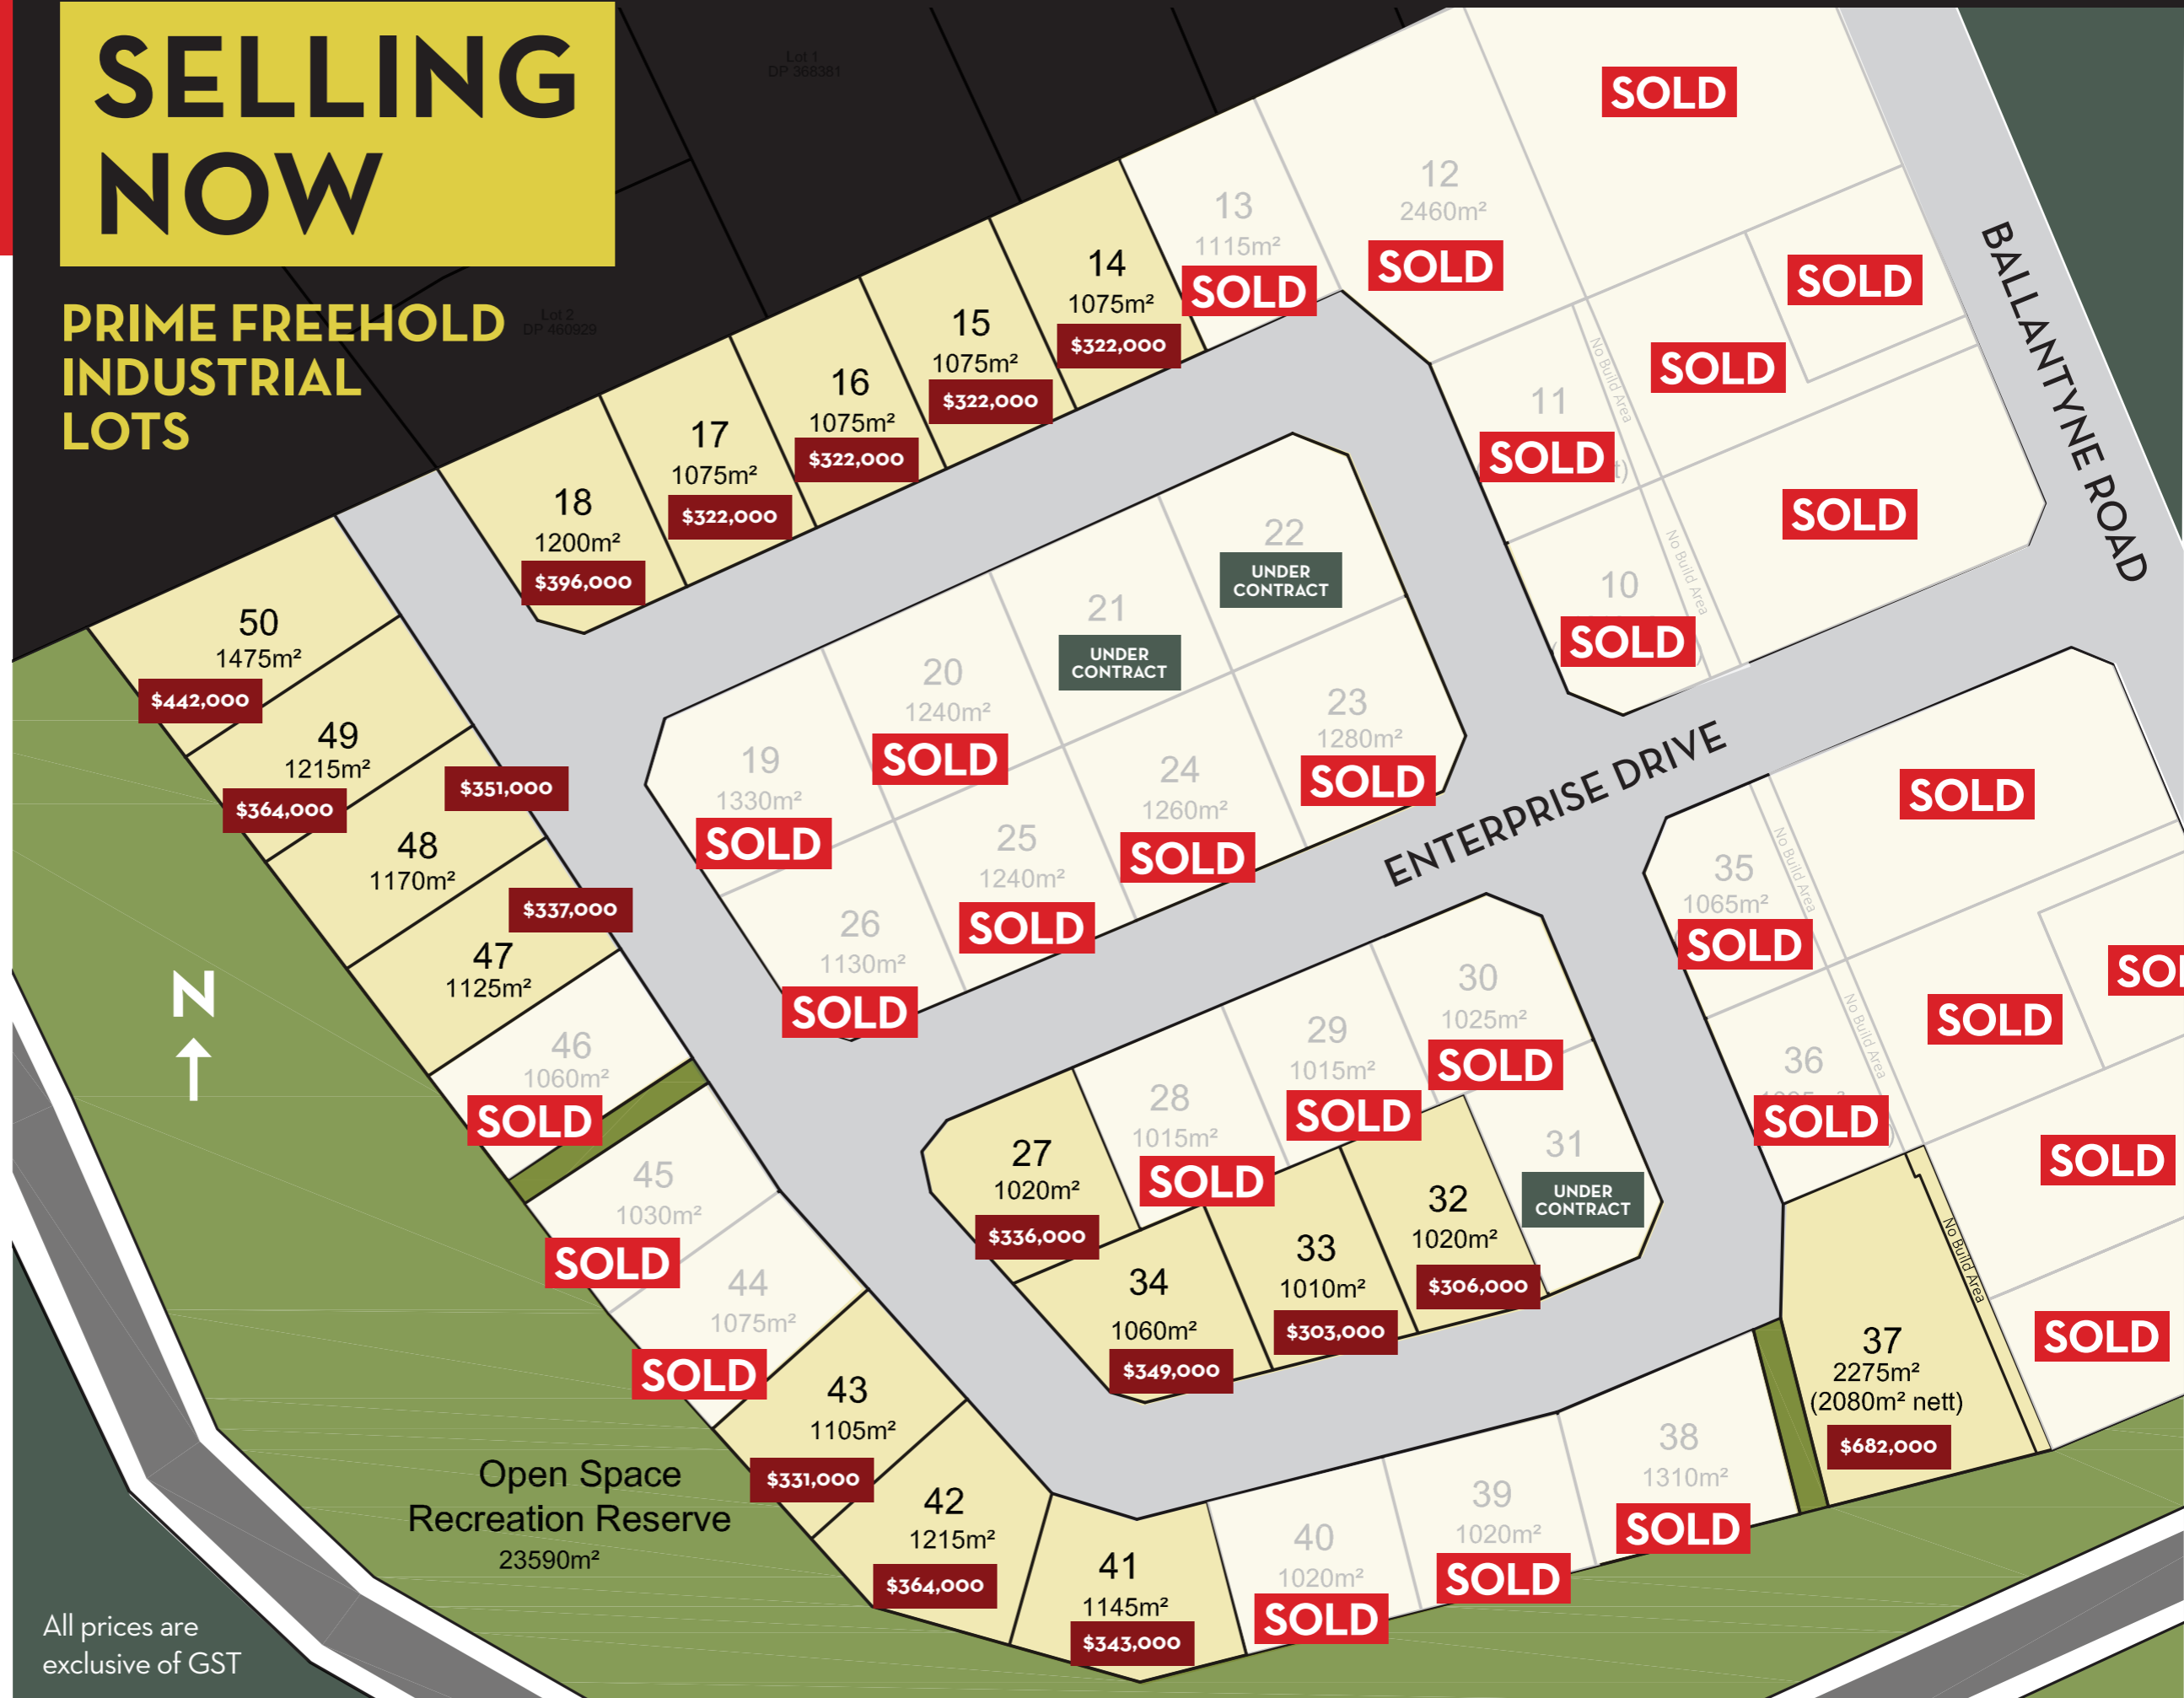 SELLING
NOW
PRIME FREEHOLD
INDUSTRIAL
LOTS
Lot 1
DP 368381
Lot 2
DP 460929
SOLD
12
2460m²
SOLD
13
1115m²
SOLD
14
1075m²
$322,000
15
1075m²
$322,000
16
1075m²
$322,000
17
1075m²
$322,000
18
1200m²
$396,000
SOLD
SOLD
SOLD
BALLANTYNE ROAD
11
SOLD
No Build Area
10
SOLD
No Build Area
22
UNDER
CONTRACT
21
UNDER
CONTRACT
20
1240m²
SOLD
19
1330m²
SOLD
23
1280m²
SOLD
24
1260m²
SOLD
25
1240m²
SOLD
26
1130m²
SOLD
ENTERPRISE DRIVE
50
1475m²
$442,000
49
1215m²
$364,000
48
1170m²
$351,000
47
1125m²
$337,000
46
1060m²
SOLD
45
1030m²
SOLD
44
1075m²
SOLD
43
1105m²
$331,000
42
1215m²
$364,000
41
1145m²
$343,000
40
1020m²
SOLD
39
1020m²
SOLD
38
1310m²
SOLD
37
2275m²
(2080m² nett)
$682,000
No Build Area
27
1020m²
$336,000
28
1015m²
SOLD
29
1015m²
SOLD
30
1025m²
SOLD
31
UNDER
CONTRACT
32
1020m²
$306,000
33
1010m²
$303,000
34
1060m²
$349,000
35
1065m²
SOLD
No Build Area
36
SOLD
No Build Area
SOLD
SOLD
SOLD
SOLD
N
Open Space
Recreation Reserve
23590m²
All prices are
exclusive of GST